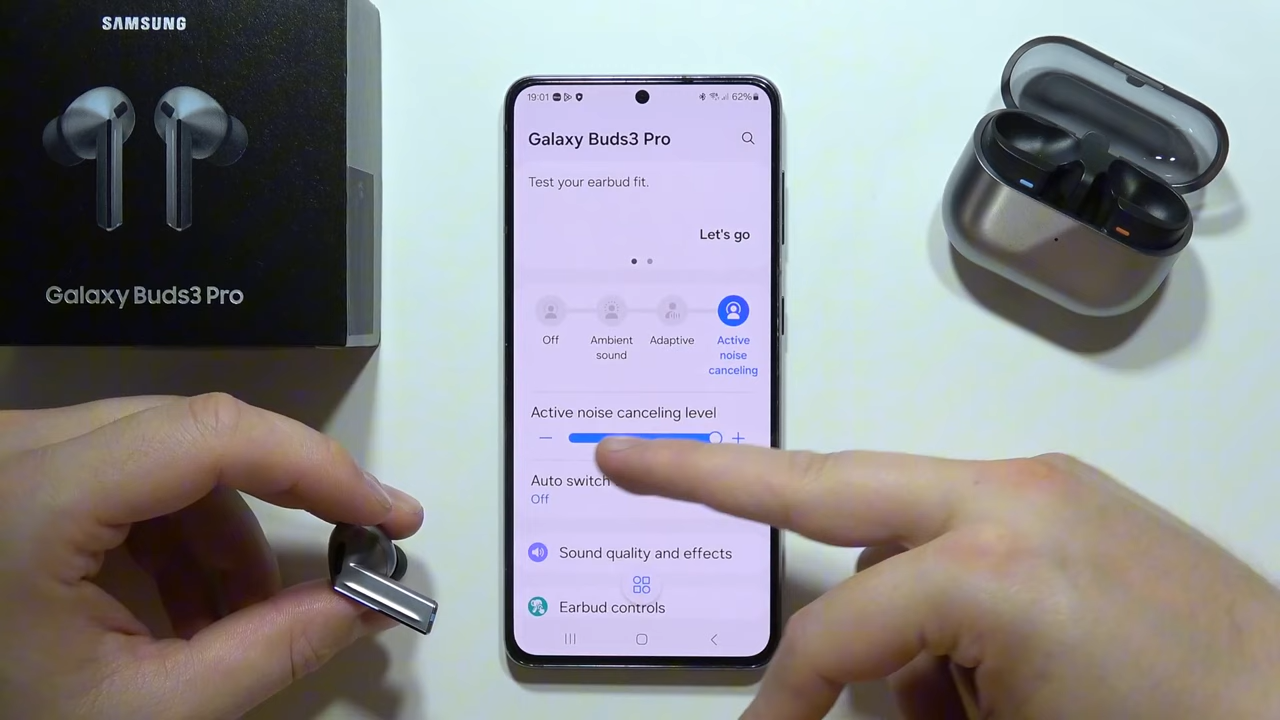 SAMSUNG
Galaxy Buds3 Pro
19:01
62%
Galaxy Buds3 Pro
Test your earbud fit.
Let's go
Off
Ambient
sound
Adaptive
Active
noise
canceling
Active noise canceling level
Auto switch
Off
Sound quality and effects
Earbud controls